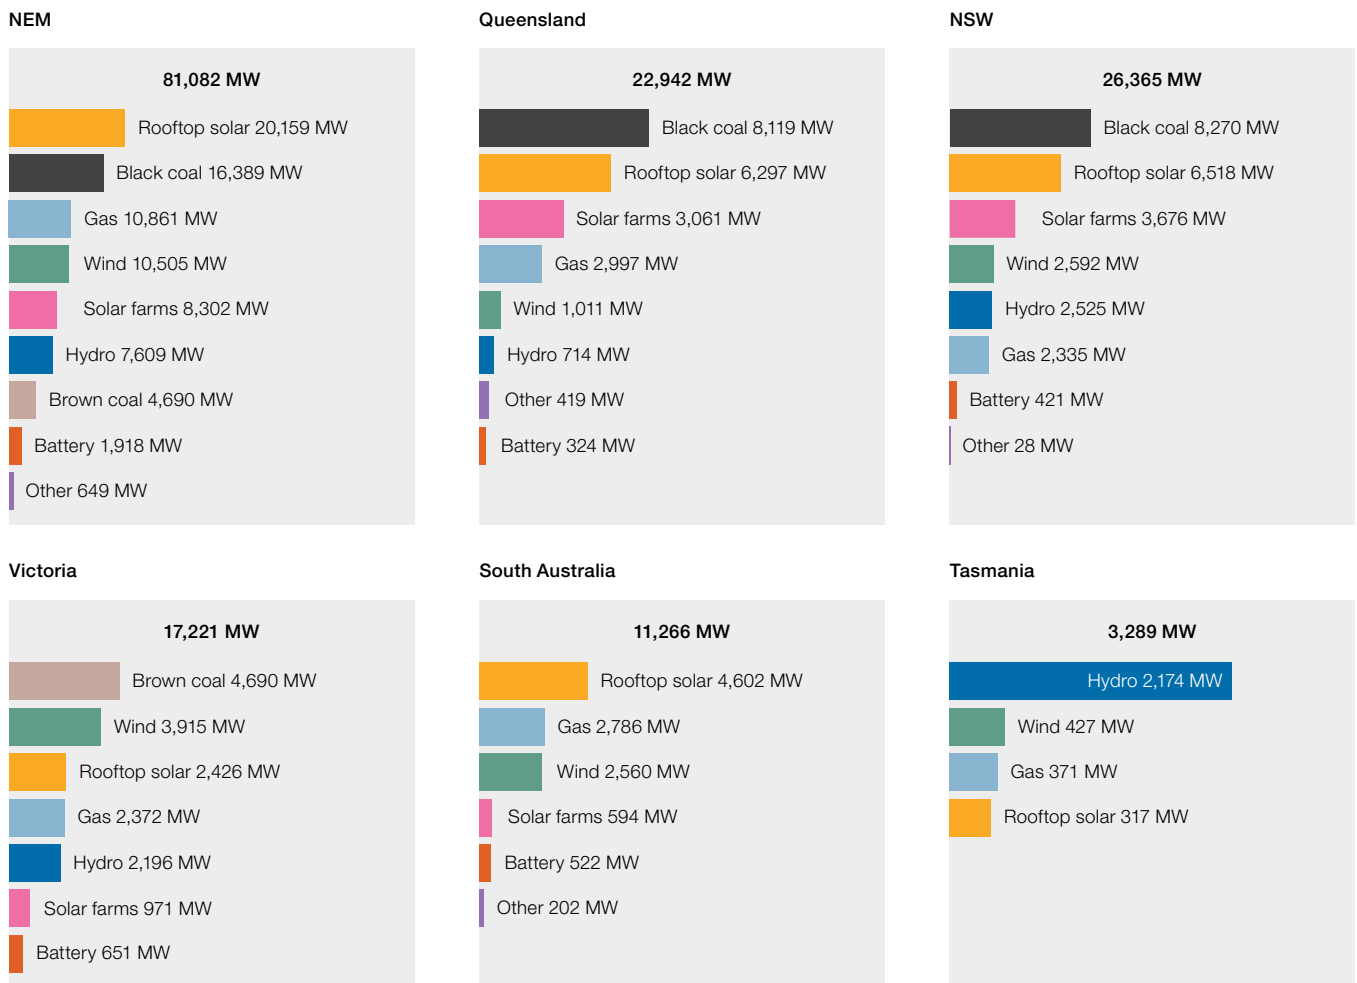 NEM
81,082 MW
Rooftop solar 20,159 MW
Black coal 16,389 MW
Gas 10,861 MW
Wind 10,505 MW
Solar farms 8,302 MW
Hydro 7,609 MW
Brown coal 4,690 MW
Battery 1,918 MW
Other 649 MW
Queensland
22,942 MW
Black coal 8,119 MW
Rooftop solar 6,297 MW
Solar farms 3,061 MW
Gas 2,997 MW
Wind 1,011 MW
Hydro 714 MW
Other 419 MW
Battery 324 MW
NSW
26,365 MW
Black coal 8,270 MW
Rooftop solar 6,518 MW
Solar farms 3,676 MW
Wind 2,592 MW
Hydro 2,525 MW
Gas 2,335 MW
Battery 421 MW
Other 28 MW
Victoria
17,221 MW
Brown coal 4,690 MW
Wind 3,915 MW
Rooftop solar 2,426 MW
Gas 2,372 MW
Hydro 2,196 MW
Solar farms 971 MW
Battery 651 MW
South Australia
11,266 MW
Rooftop solar 4,602 MW
Gas 2,786 MW
Wind 2,560 MW
Solar farms 594 MW
Battery 522 MW
Other 202 MW
Tasmania
3,289 MW
Hydro 2,174 MW
Wind 427 MW
Gas 371 MW
Rooftop solar 317 MW